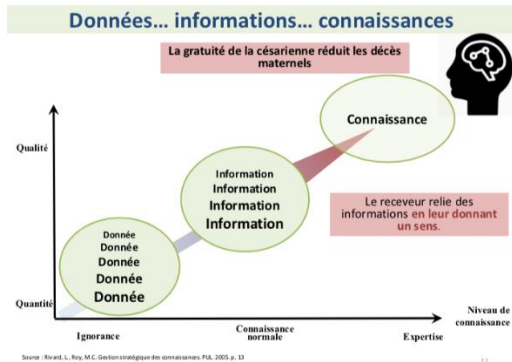 Données… informations… connaissances
La gratuité de la césarienne réduit les décès
maternels
Connaissance
Qualité
Information
Information
Information
Information
Le receveur relie des
informations en leur donnant
un sens.
Donnée
Donnée
Donnée
Donnée
Donnée
Quantité
Niveau de
connaissance
Ignorance
Connaissance
normale
Expertise
Source : Rivard, L., Roy, M.C. Gestion stratégique des connaissances. PUL. 2005. p. 13